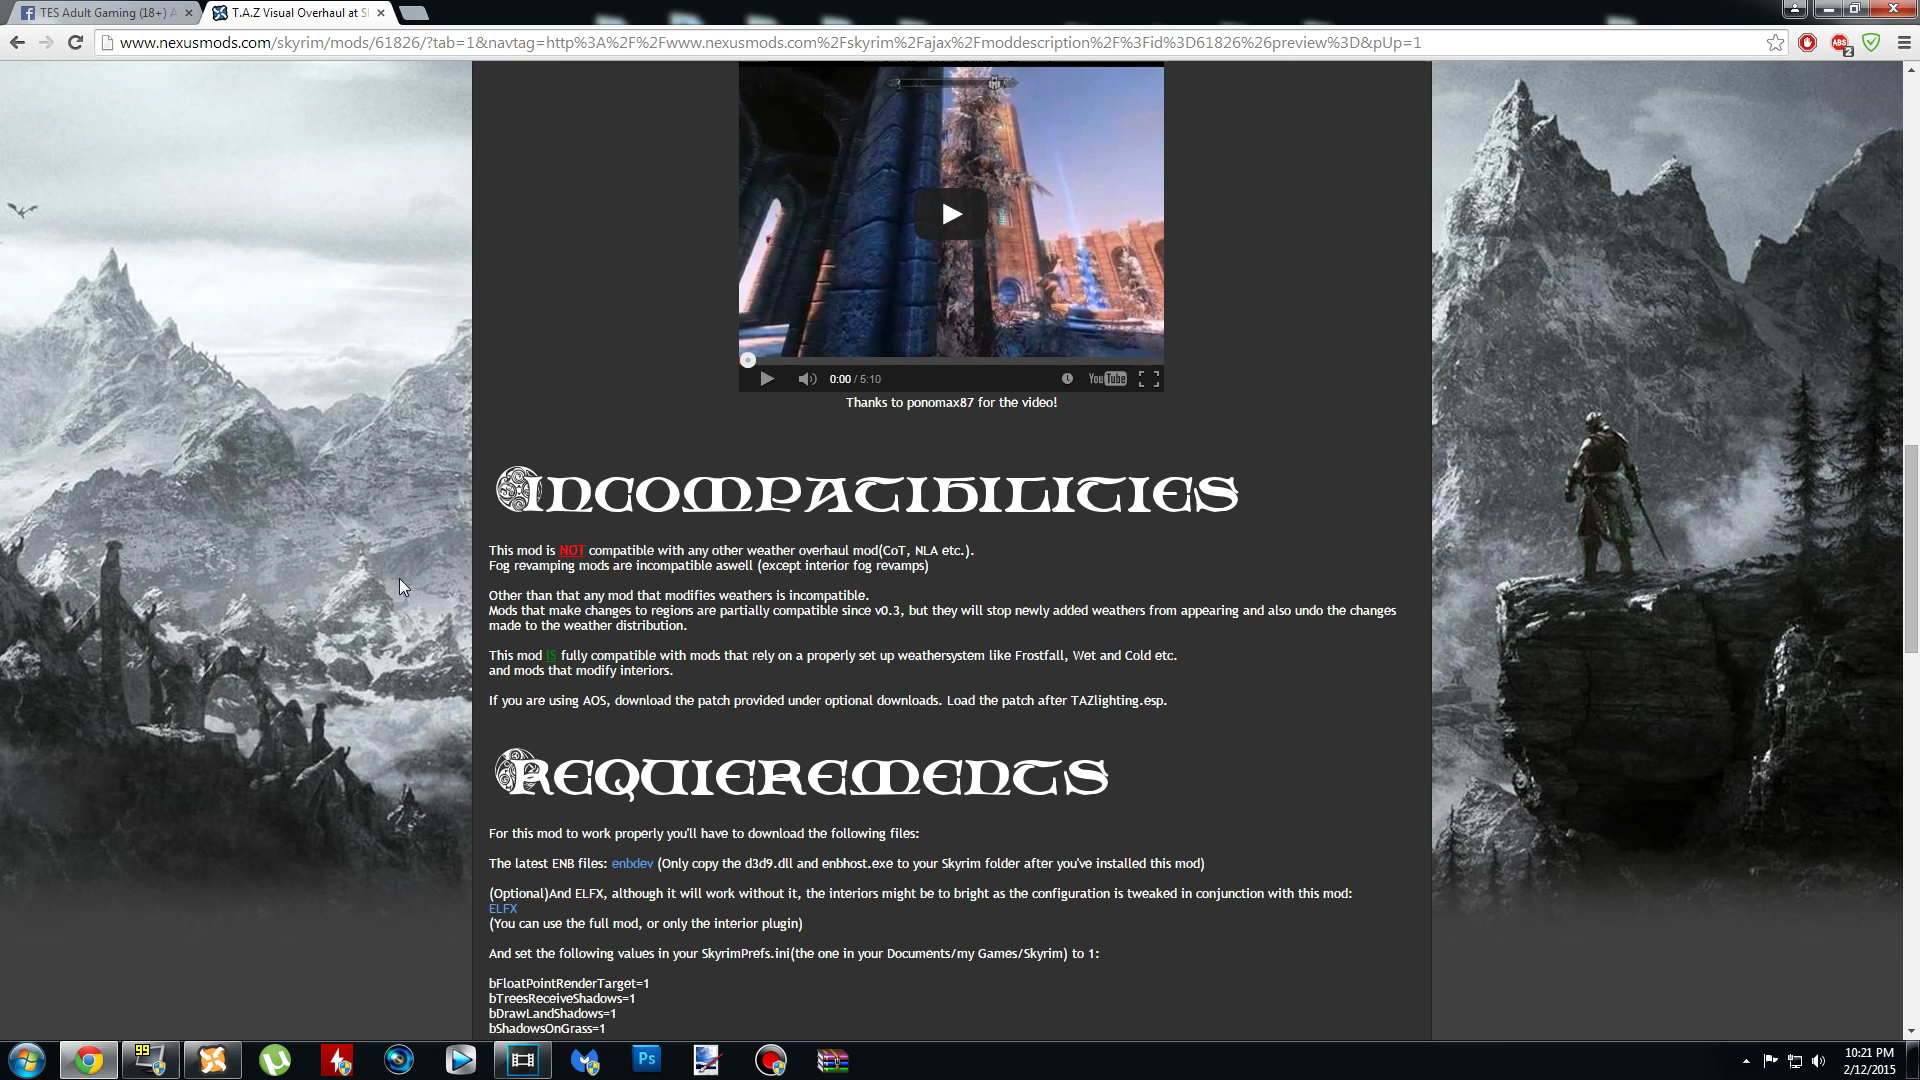 TES Adult Gaming (18+) A
T.A.Z Visual Overhaul at S
www.nexusmods.com/skyrim/mods/61826/?tab=1&navtag=http%3A%2F%2Fwww.nexusmods.com%2Fskyrim%2Fajax%2Fmoddescription%2F%3Fid%3D61826%26preview%3D&pUp=1
ABS
2
0:00 / 5:10
YouTube
Thanks to ponomax87 for the video!
INCOMPATIBILITIES
This mod is NOT compatible with any other weather overhaul mod(CoT, NLA etc.).
Fog revamping mods are incompatible aswell (except interior fog revamps)
Other than that any mod that modifies weathers is incompatible.
Mods that make changes to regions are partially compatible since v0.3, but they will stop newly added weathers from appearing and also undo the changes
made to the weather distribution.
This mod IS fully compatible with mods that rely on a properly set up weathersystem like Frostfall, Wet and Cold etc.
and mods that modify interiors.
If you are using AOS, download the patch provided under optional downloads. Load the patch after TAZlighting.esp.
REQUIEREMENTS
For this mod to work properly you'll have to download the following files:
The latest ENB files: enbdev (Only copy the d3d9.dll and enbhost.exe to your Skyrim folder after you've installed this mod)
(Optional)And ELFX, although it will work without it, the interiors might be to bright as the configuration is tweaked in conjunction with this mod:
ELFX
(You can use the full mod, or only the interior plugin)
And set the following values in your SkyrimPrefs.ini(the one in your Documents/my Games/Skyrim) to 1:
bFloatPointRenderTarget=1
bTreesReceiveShadows=1
bDrawLandShadows=1
bShadowsOnGrass=1
99
Ps
10:21 PM
2/12/2015